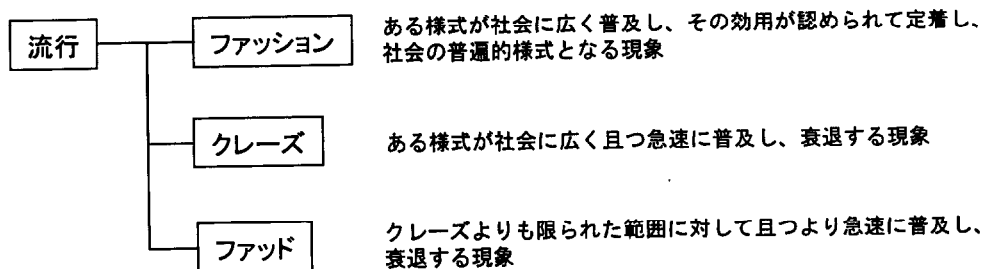 流行
ファッション
ある様式が社会に広く普及し、その効用が認められて定着し、
社会の普遍的様式となる現象
クレーズ
ある様式が社会に広く且つ急速に普及し、衰退する現象
ファッド
クレーズよりも限られた範囲に対して且つより急速に普及し、
衰退する現象